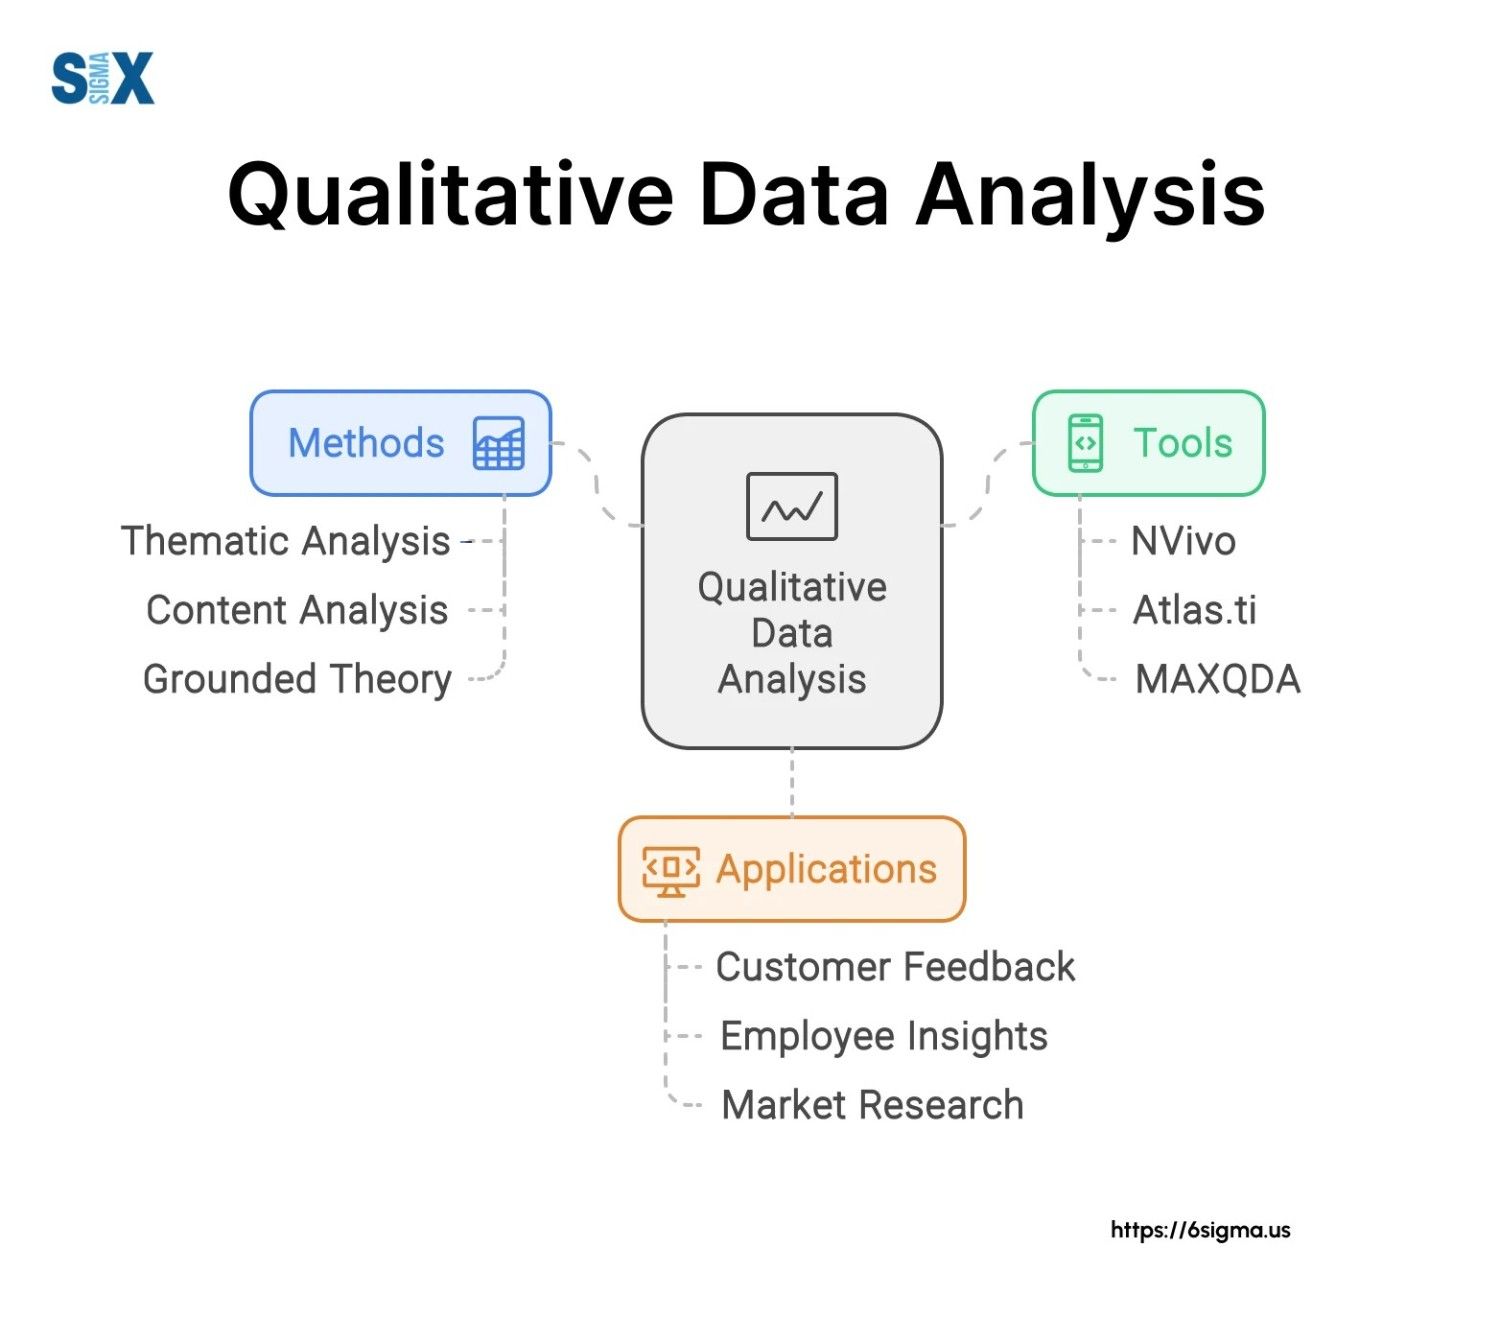 SIX
SIGMA
Qualitative Data Analysis
Methods
Thematic Analysis
Content Analysis
Grounded Theory
Qualitative
Data
Analysis
Tools
NVivo
Atlas.ti
MAXQDA
Applications
Customer Feedback
Employee Insights
Market Research
https://6sigma.us